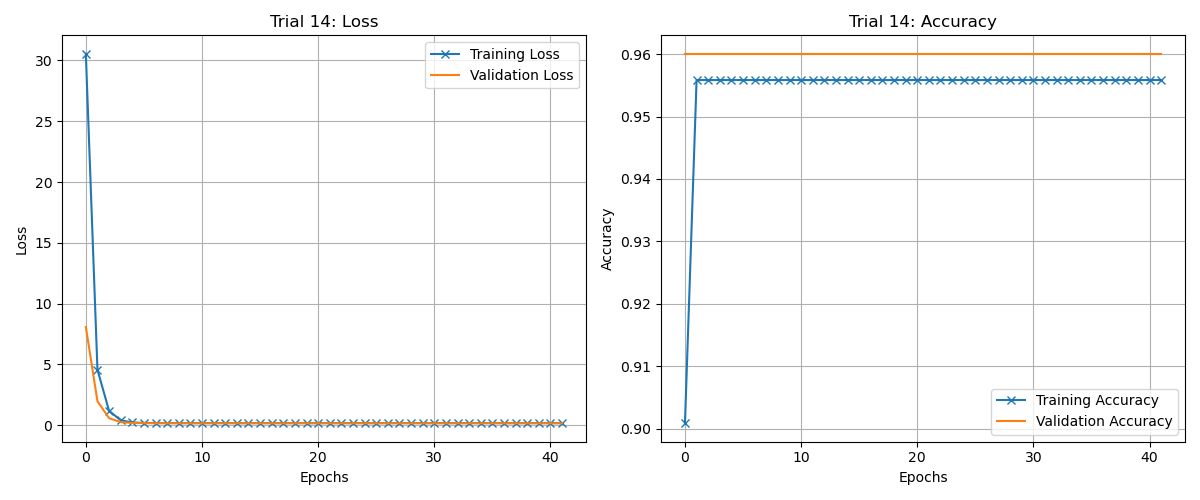 Trial 14: Loss
30
25
20
15
10
5
0
Loss
0 10 20 30 40
Epochs
Training Loss
Validation Loss
Trial 14: Accuracy
0.96
0.95
0.94
0.93
0.92
0.91
0.90
Accuracy
0 10 20 30 40
Epochs
Training Accuracy
Validation Accuracy